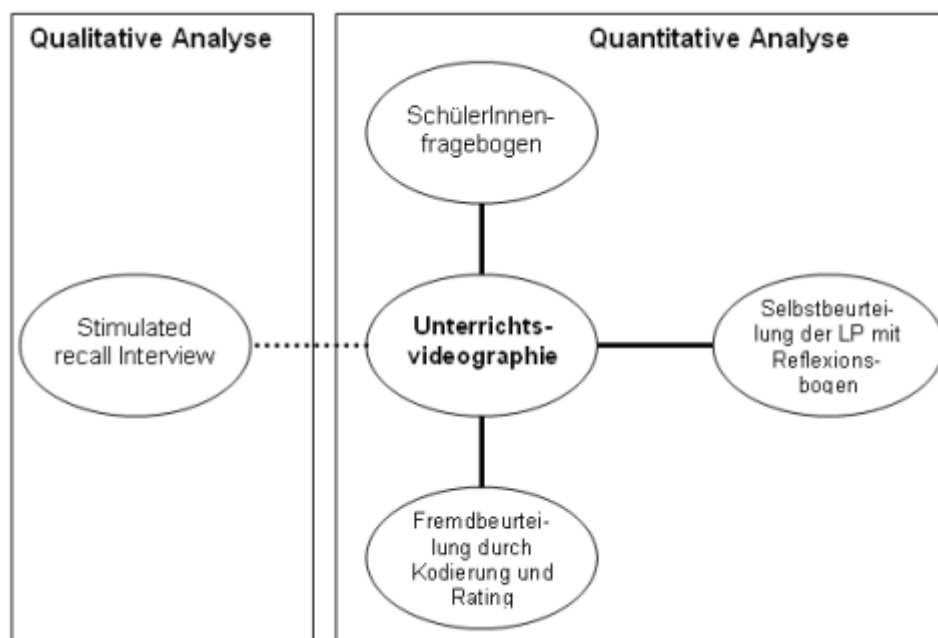 Qualitative Analyse
Quantitative Analyse
SchülerInnen-
fragebogen
Stimulated
recall Interview
Unterrichts-
videographie
Selbstbeurtei-
lung der LP mit
Reflexions-
bogen
Fremdbeurtei-
lung durch
Kodierung und
Rating